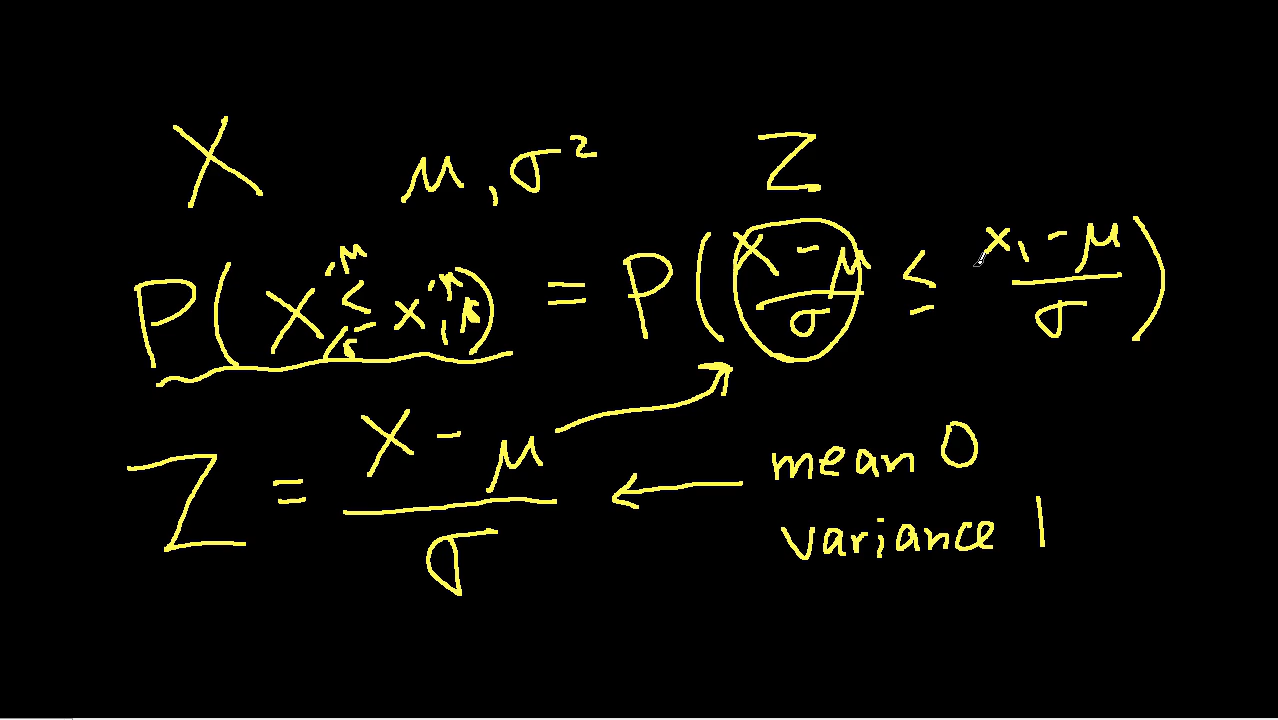 X μ, σ² Z
P(X -μ /σ ≤ x₁ -μ /σ) = P((X - μ)/σ ≤ (x₁ - μ)/σ)
Z = (X - μ)/σ ← mean 0
variance 1